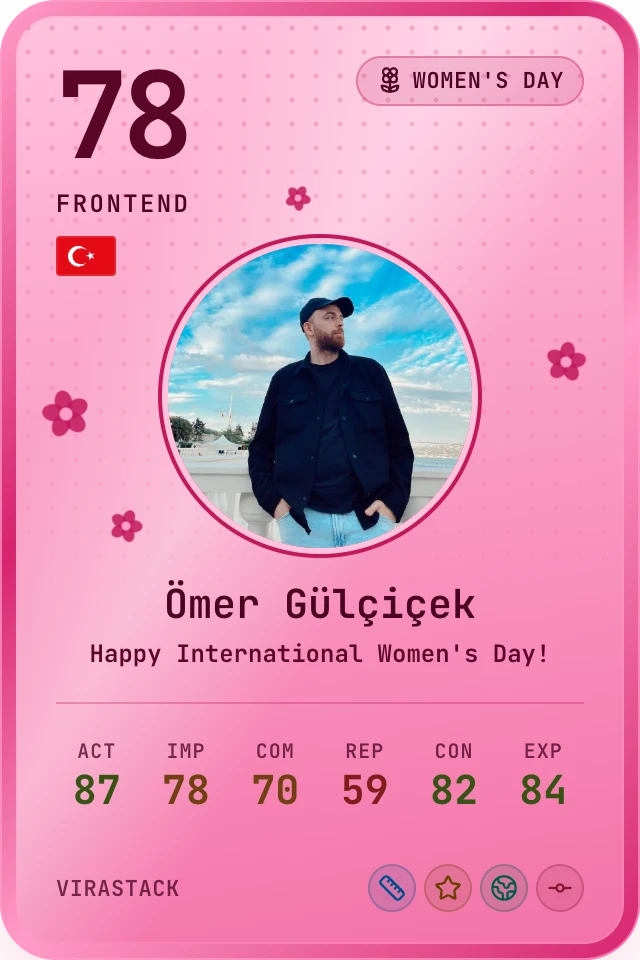 78
WOMEN'S DAY
FRONTEND
Ömer Gülçiçek
Happy International Women's Day!
ACT IMP COM REP CON EXP
87 78 70 59 82 84
VIRASTACK